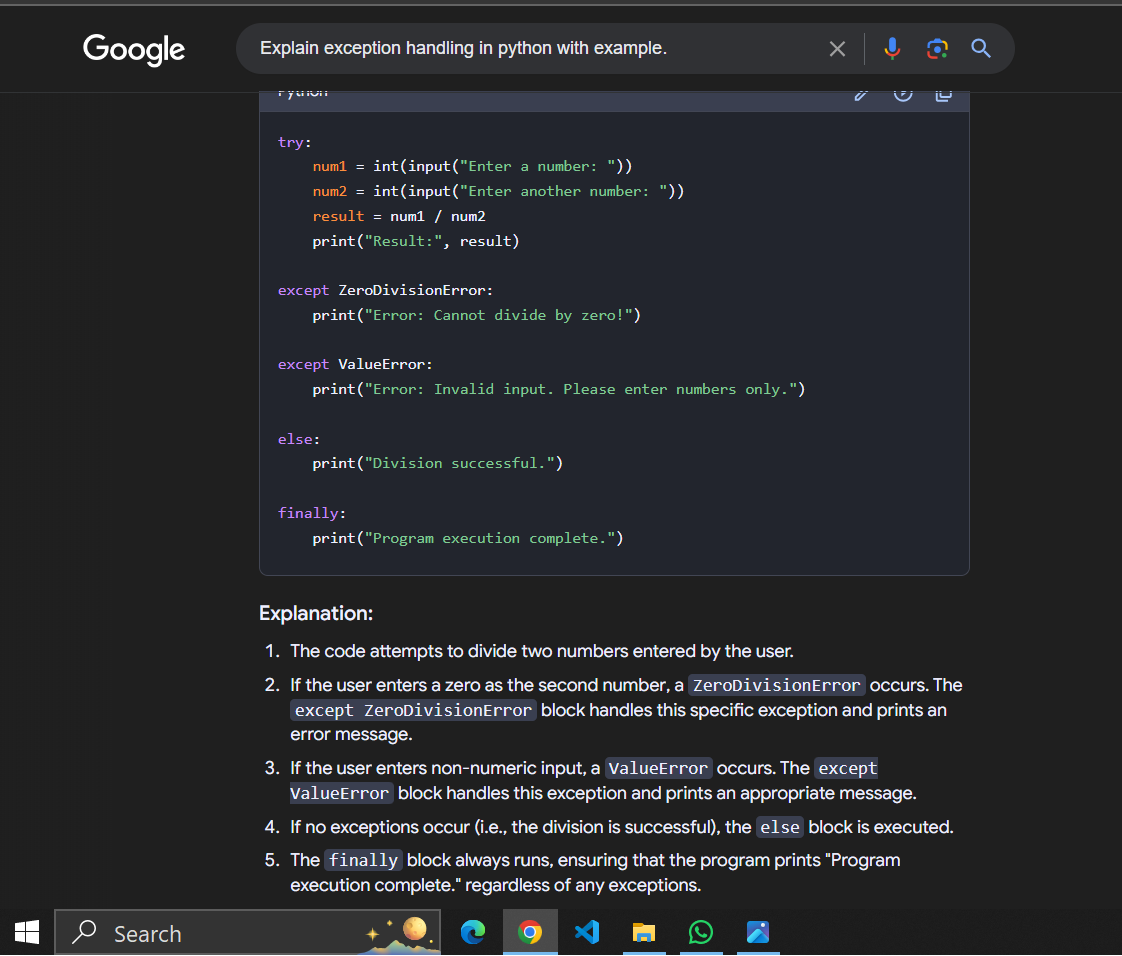 Google
Explain exception handling in python with example.
Python
try:
    num1 = int(input("Enter a number: "))
    num2 = int(input("Enter another number: "))
    result = num1 / num2
    print("Result:", result)
except ZeroDivisionError:
    print("Error: Cannot divide by zero!")
except ValueError:
    print("Error: Invalid input. Please enter numbers only.")
else:
    print("Division successful.")
finally:
    print("Program execution complete.")
Explanation:
1. The code attempts to divide two numbers entered by the user.
2. If the user enters a zero as the second number, a ZeroDivisionError occurs. The
except ZeroDivisionError block handles this specific exception and prints an
error message.
3. If the user enters non-numeric input, a ValueError occurs. The except
ValueError block handles this exception and prints an appropriate message.
4. If no exceptions occur (i.e., the division is successful), the else block is executed.
5. The finally block always runs, ensuring that the program prints "Program
execution complete." regardless of any exceptions.
Search